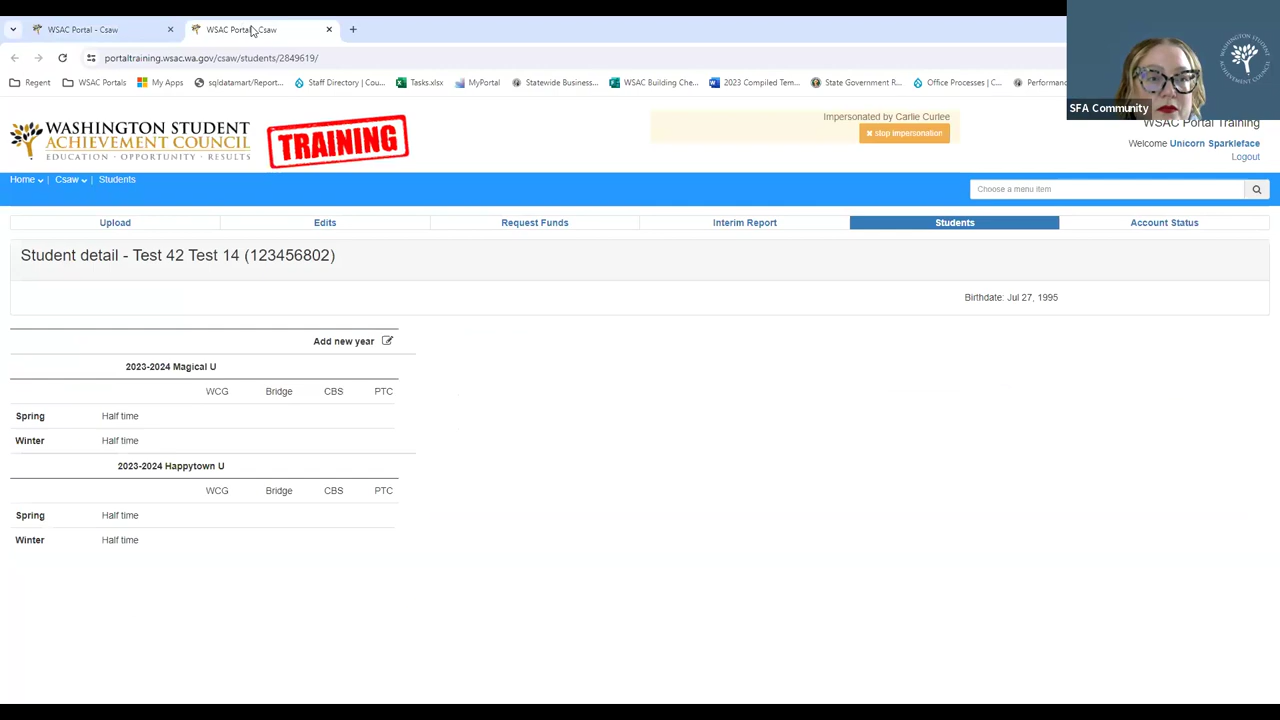 WSAC Portal - Csaw
WSAC Portal - Csaw
portaltraining.wsac.wa.gov/csaw/students/2849619/
Regent
WSAC Portals
My Apps
sqldatamart/Report...
Staff Directory | Cou...
Tasks.xlsx
MyPortal
Statewide Business...
WSAC Building Che...
2023 Compiled Tem...
State Government R...
Office Processes | C...
Performanc
SFA Community
WASHINGTON STUDENT
ACHIEVEMENT COUNCIL
EDUCATION • OPPORTUNITY • RESULTS
TRAINING
Impersonated by Carlie Curlee
stop impersonation
WSAC Portal Training
Welcome Unicorn Sparkleface
Logout
Home | Csaw | Students
Choose a menu item
Upload
Edits
Request Funds
Interim Report
Students
Account Status
Student detail - Test 42 Test 14 (123456802)
Birthdate: Jul 27, 1995
Add new year
2023-2024 Magical U
WCG Bridge CBS PTC
Spring Half time
Winter Half time
2023-2024 Happytown U
WCG Bridge CBS PTC
Spring Half time
Winter Half time